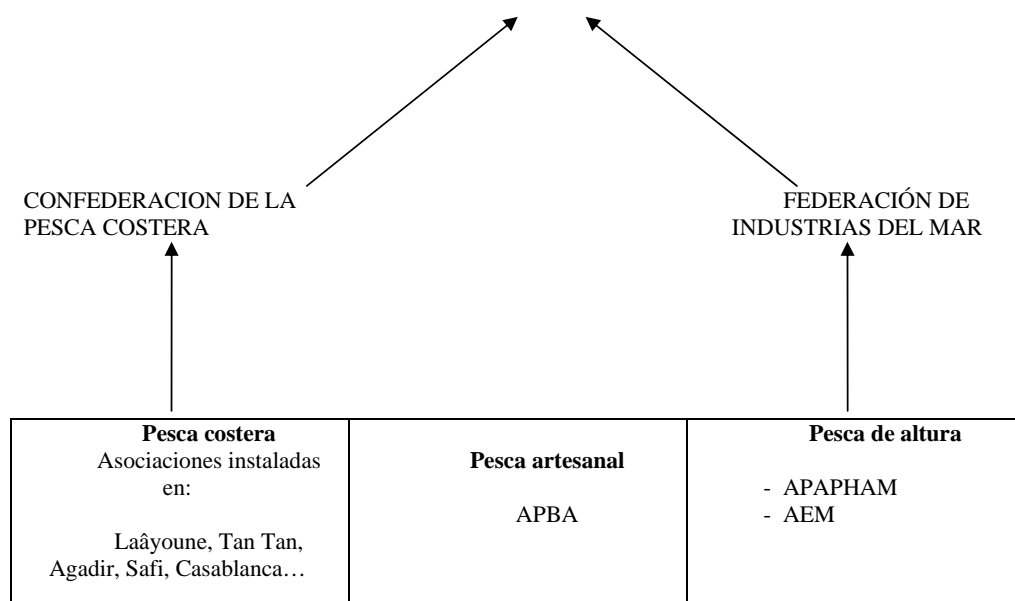 CONFEDERACION DE LA
PESCA COSTERA
FEDERACIÓN DE
INDUSTRIAS DEL MAR
Pesca costera
Asociaciones instaladas
en:
Laâyoune, Tan Tan,
Agadir, Safi, Casablanca…
Pesca artesanal
APBA
Pesca de altura
- APAPHAM
- AEM